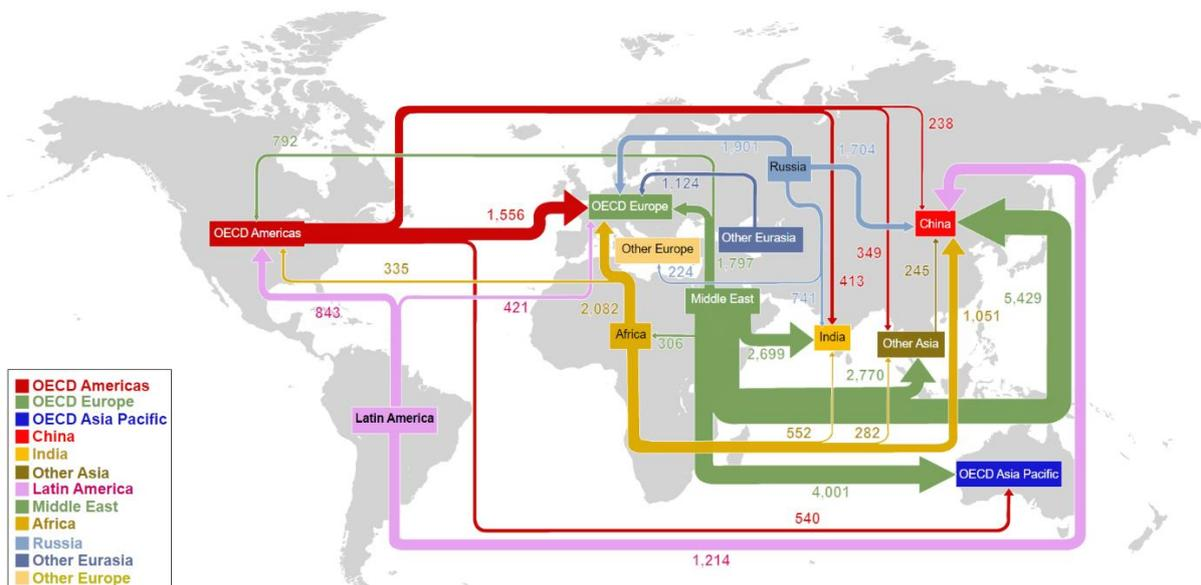 792
238
1,901
1,704
Russia
1,124
OECD Europe
1,556
OECD Americas
China
Other Eurasia
Other Europe
1,797
349
245
224
335
413
741
Middle East
5,429
843
421
2,082
1,051
Africa
306
India
Other Asia
2,699
2,770
Latin America
552
282
OECD Asia Pacific
4,001
540
1,214
OECD Americas
OECD Europe
OECD Asia Pacific
China
India
Other Asia
Latin America
Middle East
Africa
Russia
Other Eurasia
Other Europe